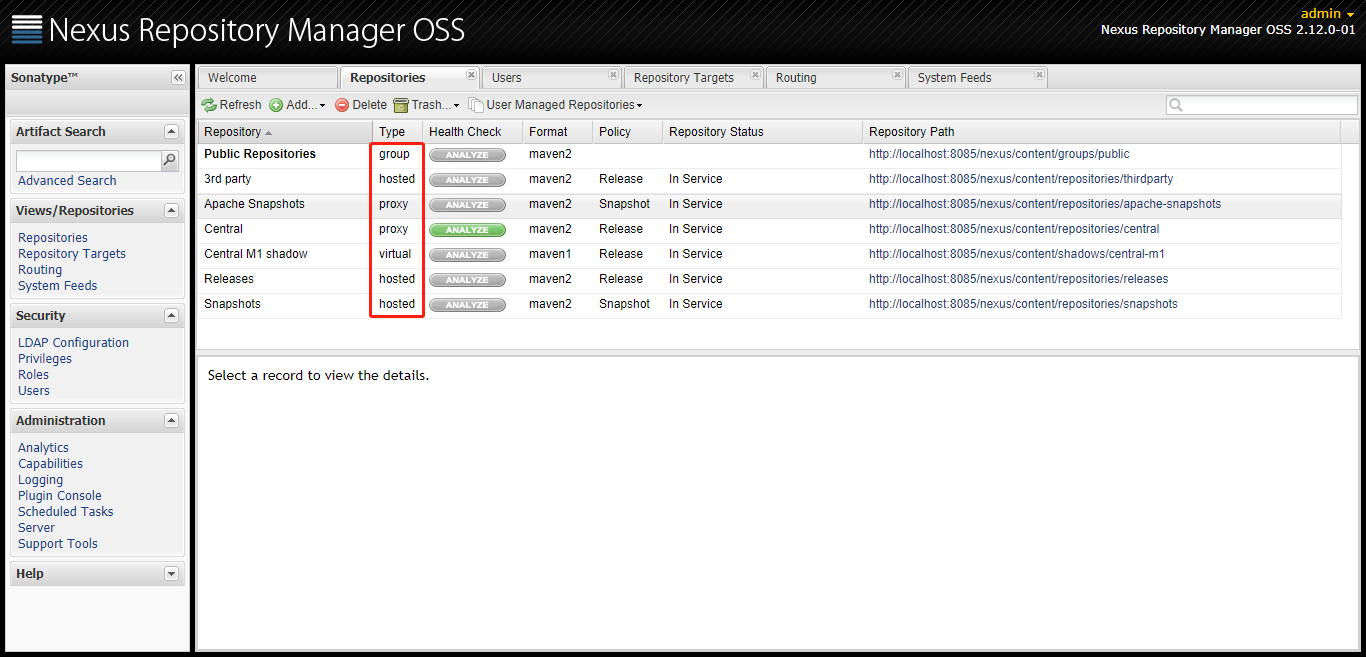 Nexus Repository Manager OSS
admin
Nexus Repository Manager OSS 2.12.0-01
Sonatype™
Artifact Search
Advanced Search
Views/Repositories
Repositories
Repository Targets
Routing
System Feeds
Security
LDAP Configuration
Privileges
Roles
Users
Administration
Analytics
Capabilities
Logging
Plugin Console
Scheduled Tasks
Server
Support Tools
Help
Welcome Repositories Users Repository Targets Routing System Feeds
Refresh Add... Delete Trash... User Managed Repositories
Repository Type Health Check Format Policy Repository Status Repository Path
Public Repositories group ANALYZE maven2 http://localhost:8085/nexus/content/groups/public
3rd party hosted ANALYZE maven2 Release In Service http://localhost:8085/nexus/content/repositories/thirdparty
Apache Snapshots proxy ANALYZE maven2 Snapshot In Service http://localhost:8085/nexus/content/repositories/apache-snapshots
Central proxy ANALYZE maven2 Release In Service http://localhost:8085/nexus/content/repositories/central
Central M1 shadow virtual ANALYZE maven1 Release In Service http://localhost:8085/nexus/content/shadows/central-m1
Releases hosted ANALYZE maven2 Release In Service http://localhost:8085/nexus/content/repositories/releases
Snapshots hosted ANALYZE maven2 Snapshot In Service http://localhost:8085/nexus/content/repositories/snapshots
Select a record to view the details.